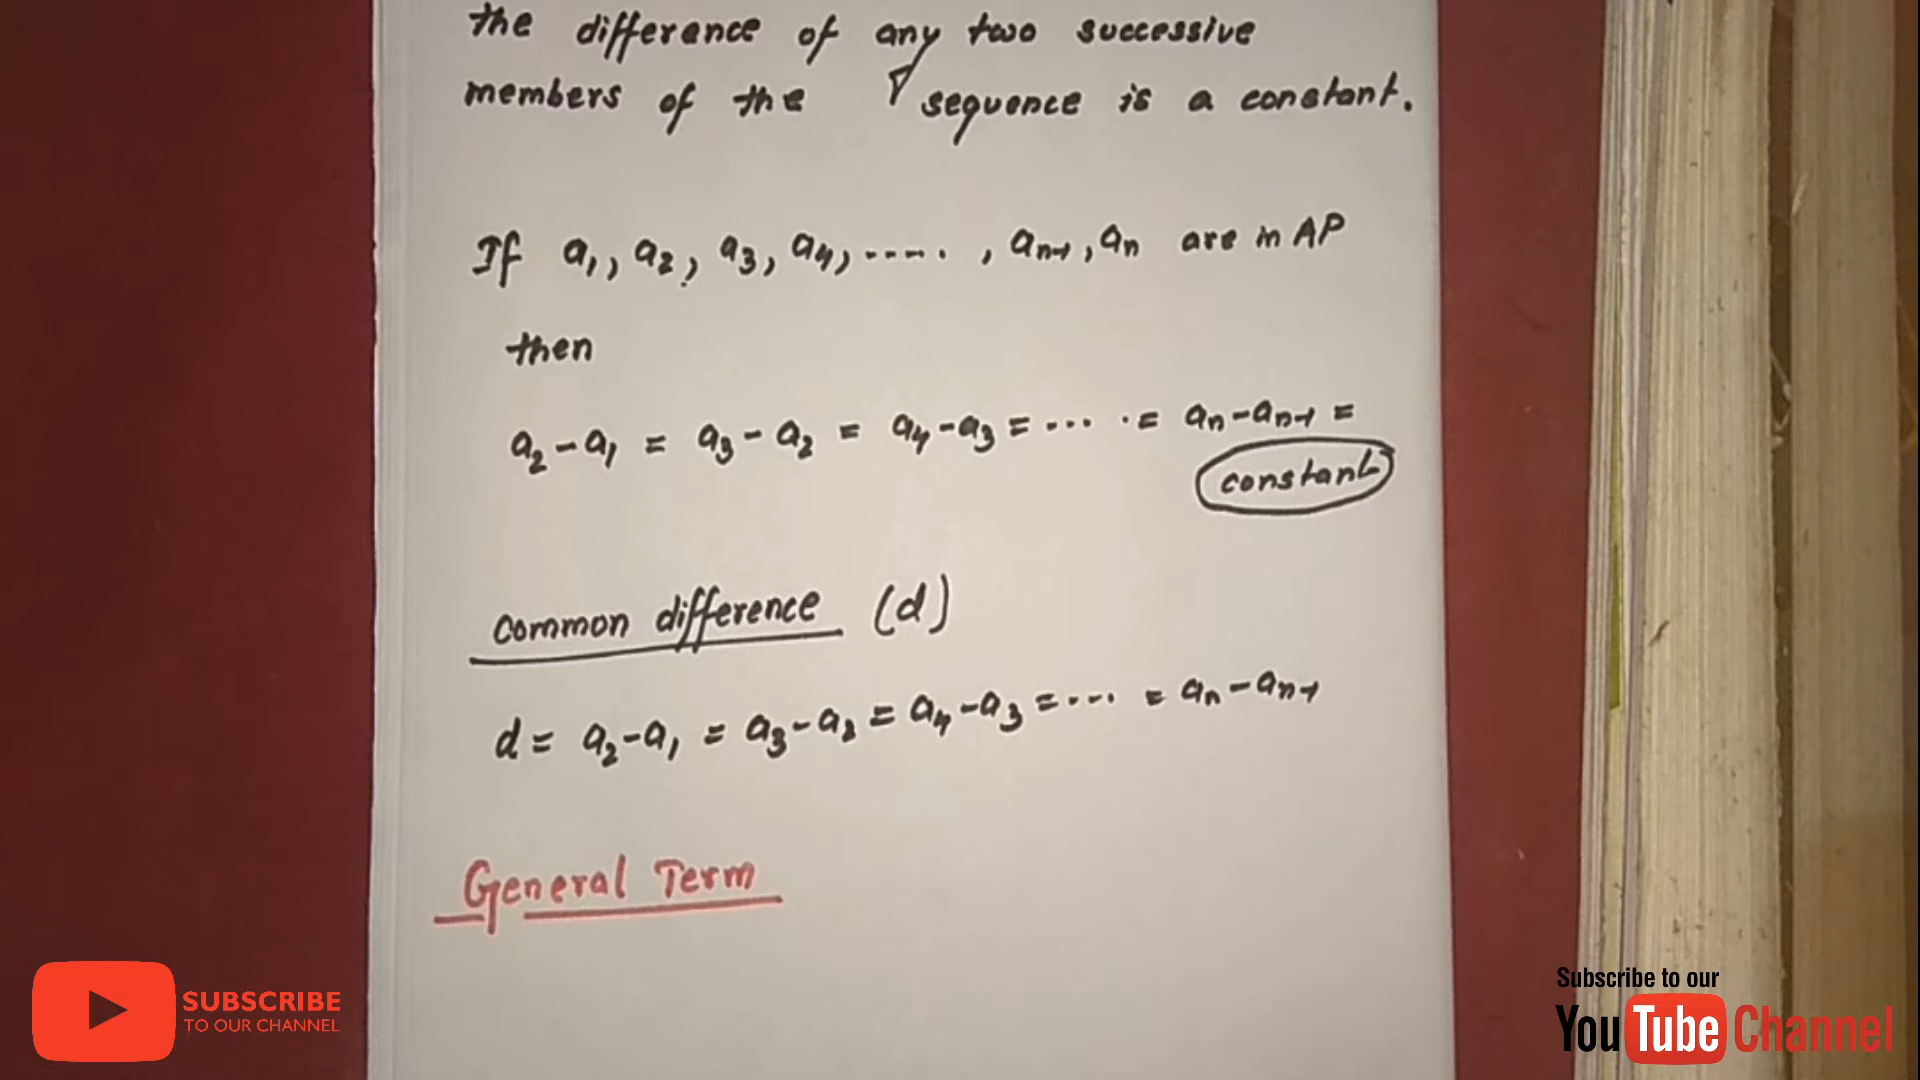 the difference of any two successive
members of the sequence is a constant.
If a₁, a₂, a₃, a₄, ....., aₙ₋₁, aₙ are in AP
then
a₂-a₁ = a₃-a₂ = a₄-a₃ = .... = aₙ-aₙ₋₁ =
constant
common difference (d)
d = a₂-a₁ = a₃-a₂ = a₄-a₃ = ... = aₙ-aₙ₋₁
General Term
SUBSCRIBE
TO OUR CHANNEL
Subscribe to our
YouTube Channel